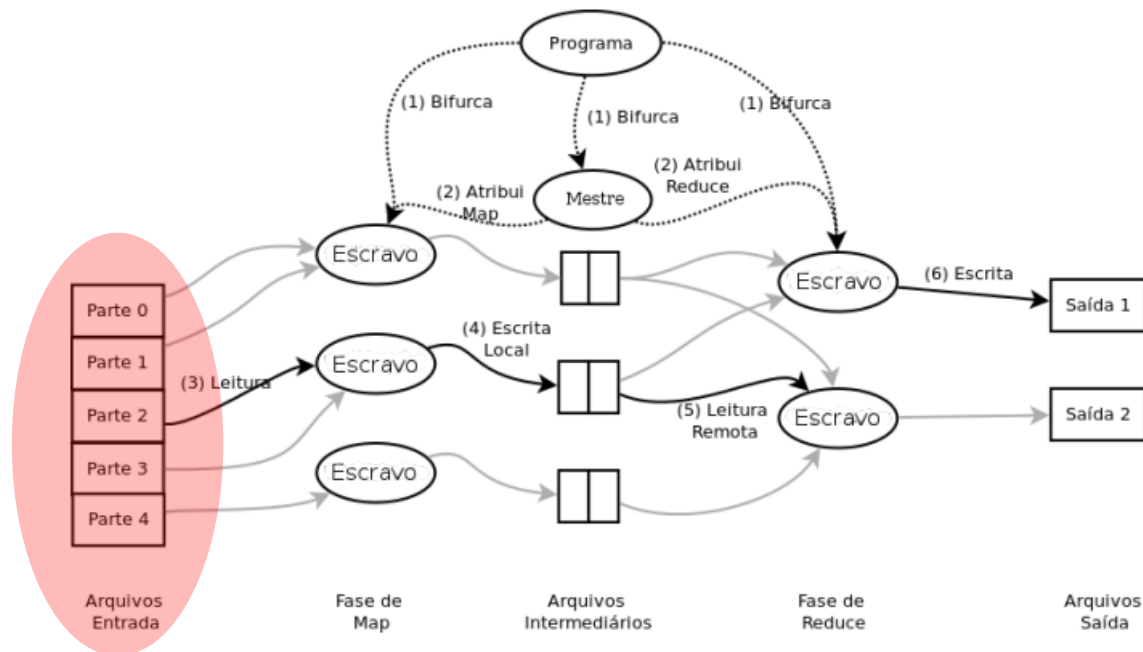 Programa
(1) Bifurca
(1) Bifurca
(1) Bifurca
(2) Atribui
Map
Mestre
(2) Atribui
Reduce
Escravo
Escravo
(6) Escrita
Parte 0
Saída 1
Parte 1
(3) Leitura
Escravo
(4) Escrita
Local
Parte 2
(5) Leitura
Remota
Escravo
Saída 2
Parte 3
Escravo
Parte 4
Arquivos
Entrada
Fase de
Map
Arquivos
Intermediários
Fase de
Reduce
Arquivos
Saída